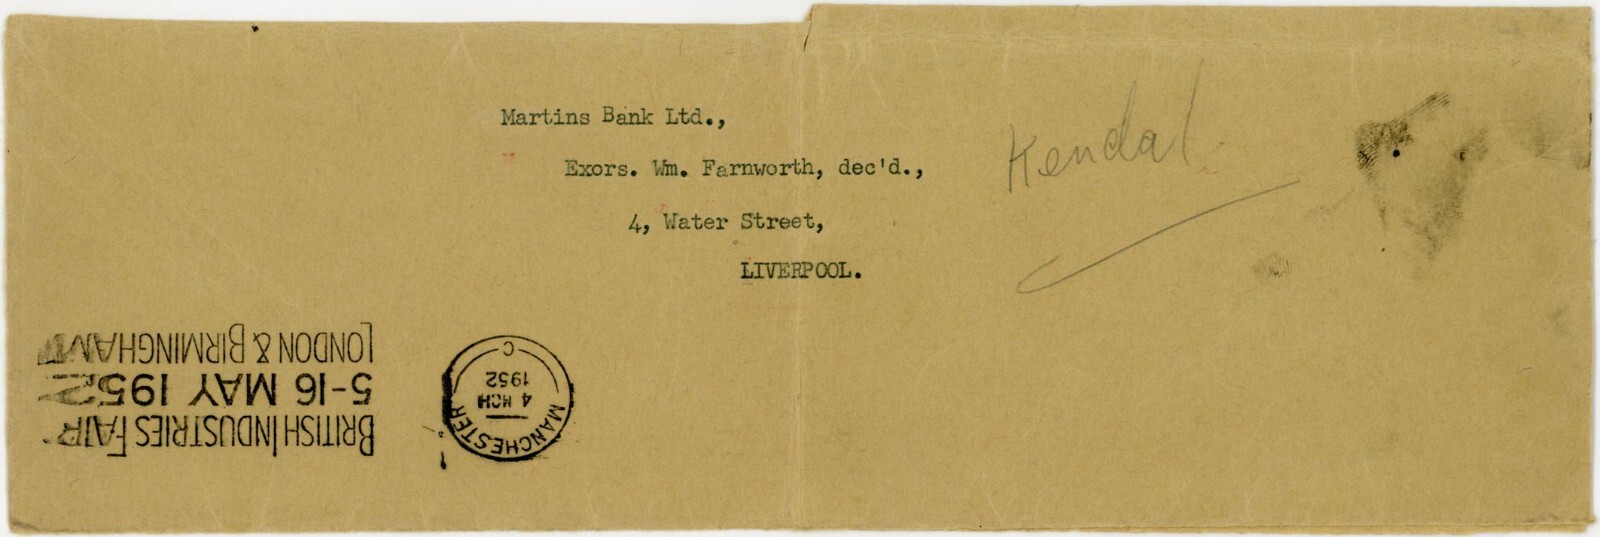 Martins Bank Ltd.,
Exors. Wm. Farnworth, dec'd.,
4, Water Street,
LIVERPOOL.
Kendal
BRITISH INDUSTRIES FAIR
5-16 MAY 1952
LONDON & BIRMINGHAM
MANCHESTER
4 MCH
1952
C